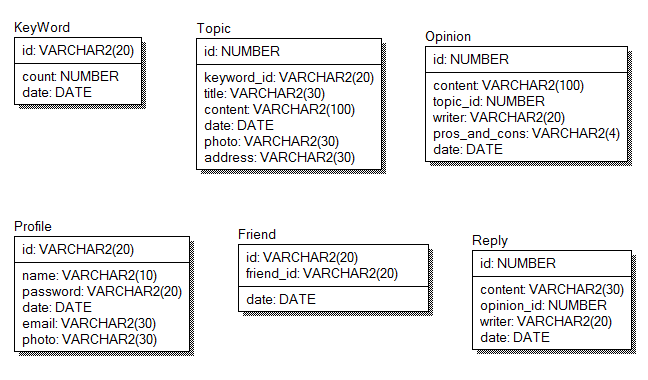 KeyWord
id: VARCHAR2(20)
count: NUMBER
date: DATE
Topic
id: NUMBER
keyword_id: VARCHAR2(20)
title: VARCHAR2(30)
content: VARCHAR2(100)
date: DATE
photo: VARCHAR2(30)
address: VARCHAR2(30)
Opinion
id: NUMBER
content: VARCHAR2(100)
topic_id: NUMBER
writer: VARCHAR2(20)
pros_and_cons: VARCHAR2(4)
date: DATE
Profile
id: VARCHAR2(20)
name: VARCHAR2(10)
password: VARCHAR2(20)
date: DATE
email: VARCHAR2(30)
photo: VARCHAR2(30)
Friend
id: VARCHAR2(20)
friend_id: VARCHAR2(20)
date: DATE
Reply
id: NUMBER
content: VARCHAR2(30)
opinion_id: NUMBER
writer: VARCHAR2(20)
date: DATE